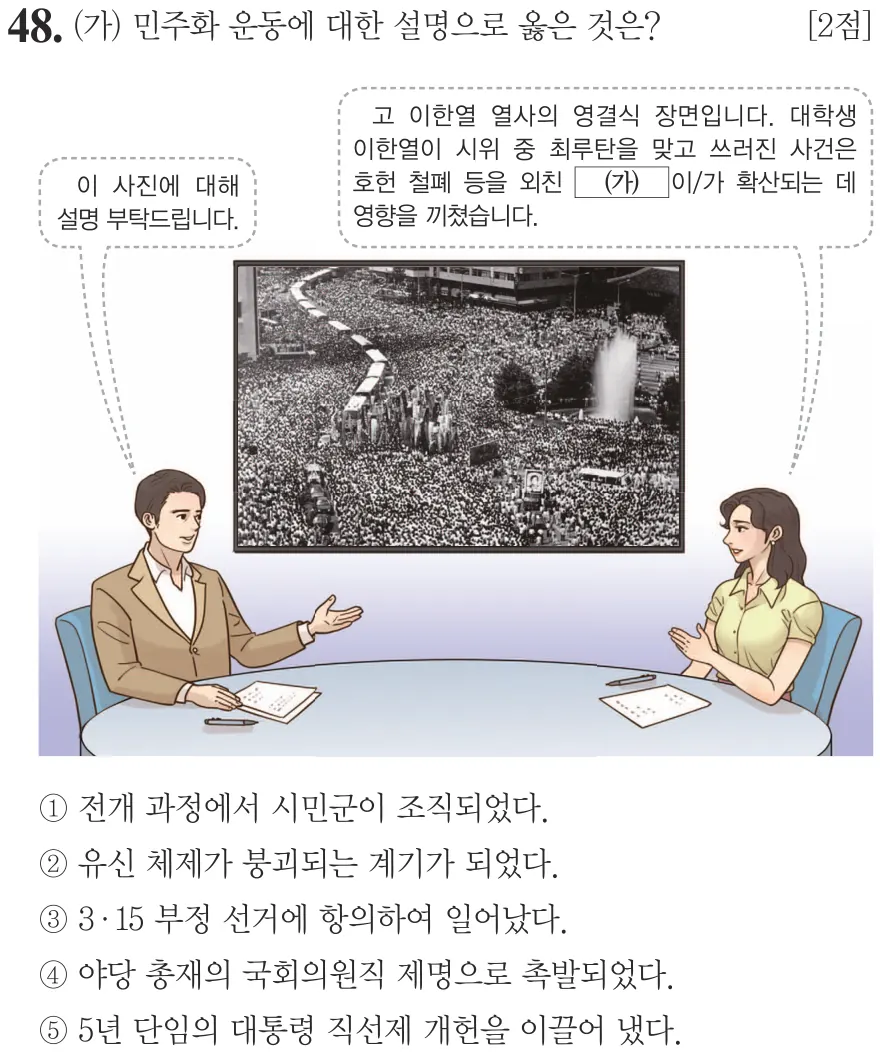 48. (가) 민주화 운동에 대한 설명으로 옳은 것은? [2점]
이 사진에 대해
설명 부탁드립니다.
고 이한열 열사의 영결식 장면입니다. 대학생
이한열이 시위 중 최루탄을 맞고 쓰러진 사건은
호헌 철폐 등을 외친 (가) 이/가 확산되는 데
영향을 끼쳤습니다.
① 전개 과정에서 시민군이 조직되었다.
② 유신 체제가 붕괴되는 계기가 되었다.
③ 3·15 부정 선거에 항의하여 일어났다.
④ 야당 총재의 국회의원직 제명으로 촉발되었다.
⑤ 5년 단임의 대통령 직선제 개헌을 이끌어 냈다.